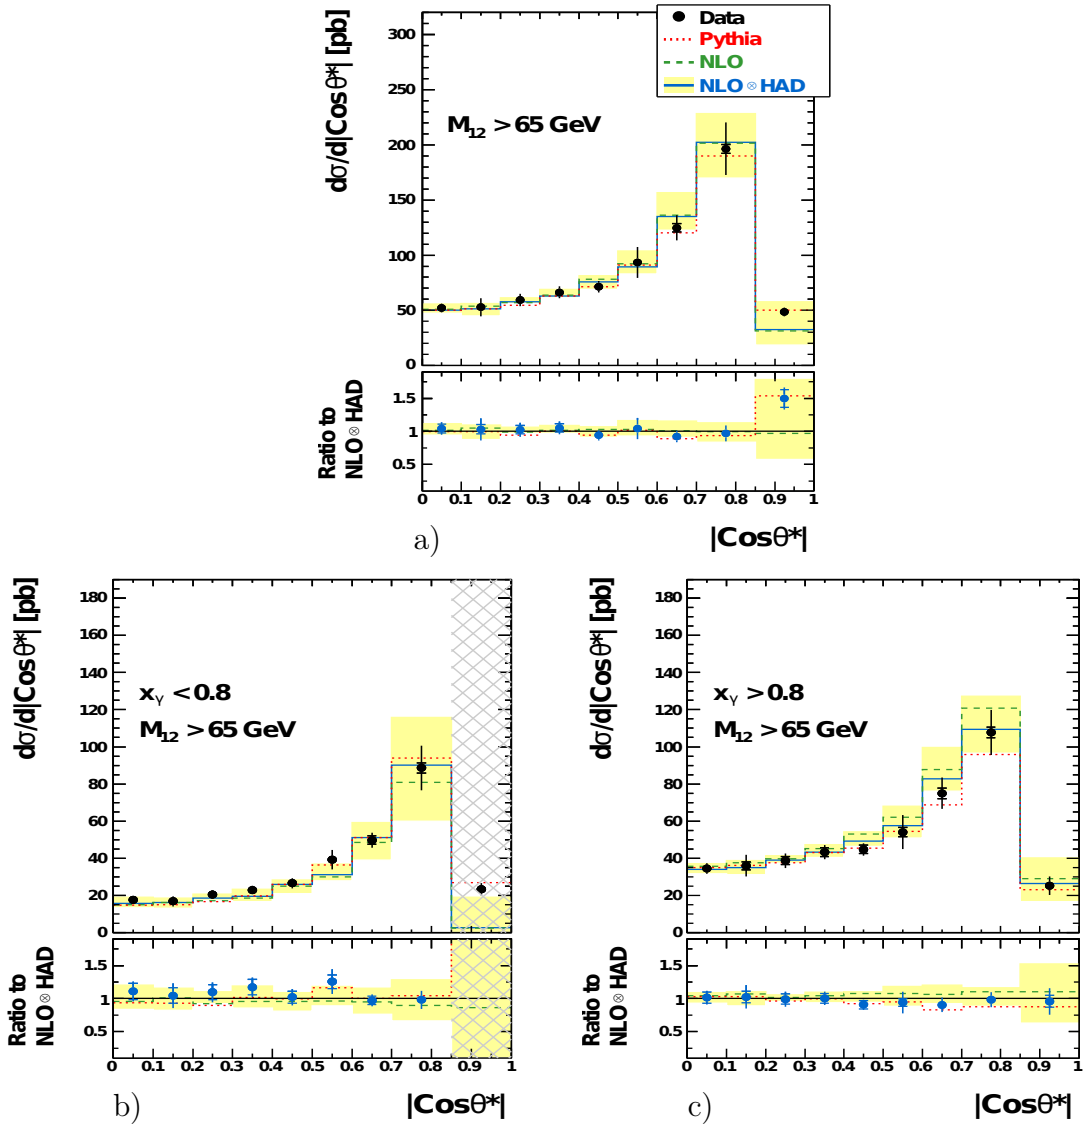 Data
Pythia
NLO
NLO⊗HAD
dσ/d|Cosθ*| [pb]
300
250
200
150
100
50
0
M₁₂ > 65 GeV
Ratio to
NLO⊗HAD
1.5
1
0.5
0 0.1 0.2 0.3 0.4 0.5 0.6 0.7 0.8 0.9 1
|Cosθ*|
a)
dσ/d|Cosθ*| [pb]
180
160
140
120
100
80
60
40
20
0
xγ < 0.8
M₁₂ > 65 GeV
Ratio to
NLO⊗HAD
1.5
1
0.5
0 0.1 0.2 0.3 0.4 0.5 0.6 0.7 0.8 0.9 1
|Cosθ*|
b)
dσ/d|Cosθ*| [pb]
180
160
140
120
100
80
60
40
20
0
xγ > 0.8
M₁₂ > 65 GeV
Ratio to
NLO⊗HAD
1.5
1
0.5
0 0.1 0.2 0.3 0.4 0.5 0.6 0.7 0.8 0.9 1
|Cosθ*|
c)